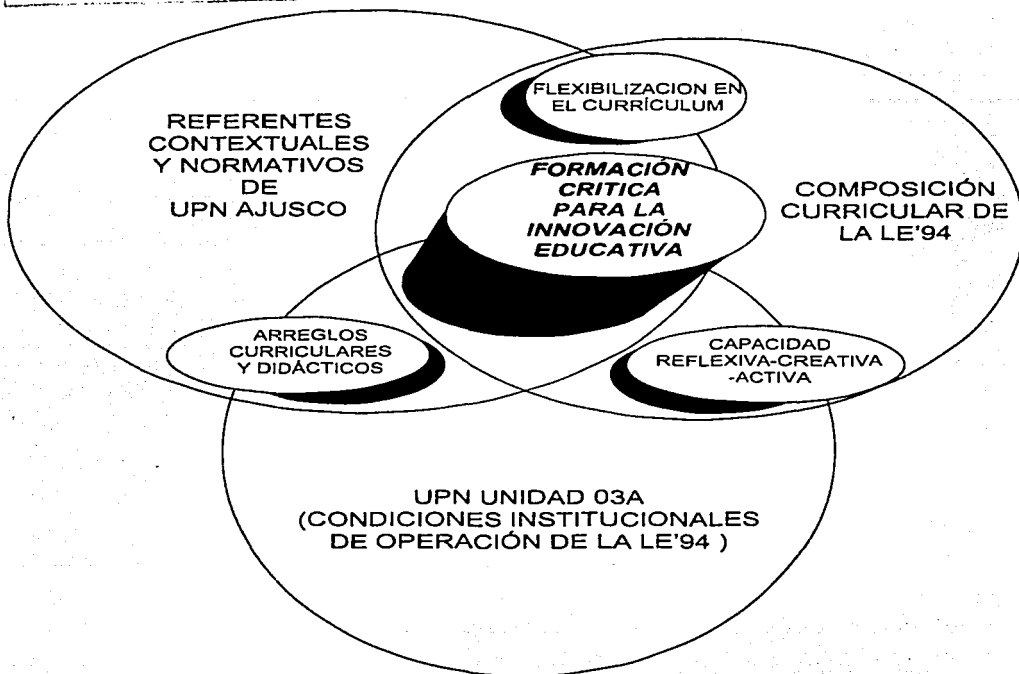 FLEXIBILIZACION EN
EL CURRÍCULUM
REFERENTES
CONTEXTUALES
Y NORMATIVOS
DE
UPN AJUSCO
FORMACIÓN
CRITICA
PARA LA
INNOVACIÓN
EDUCATIVA
COMPOSICIÓN
CURRICULAR DE
LA LE'94
ARREGLOS
CURRICULARES
Y DIDÁCTICOS
CAPACIDAD
REFLEXIVA-CREATIVA
-ACTIVA
UPN UNIDAD 03A
(CONDICIONES INSTITUCIONALES
DE OPERACIÓN DE LA LE'94 )